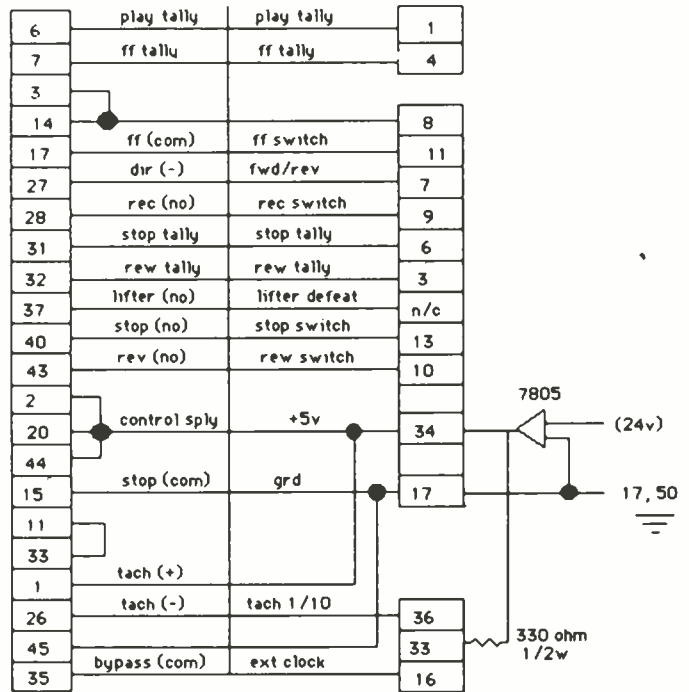 6 play tally play tally 1
7 ff tally ff tally 4
3
14 8
17 ff (com) ff switch 11
27 dir (-) fwd/rev 7
28 rec (no) rec switch 9
31 stop tally stop tally 6
32 rew tally rew tally 3
37 lifter (no) lifter defeat n/c
40 stop (no) stop switch 13
43 rev (no) rew switch 10
2
7805
20 control sply +5v 34 (24v)
44
15 stop (com) grd 17 17, 50
11
33
1 tach (+)
26 tach (-) tach 1/10 36
45 33 330 ohm
1/2w
35 bypass (com) ext clock 16